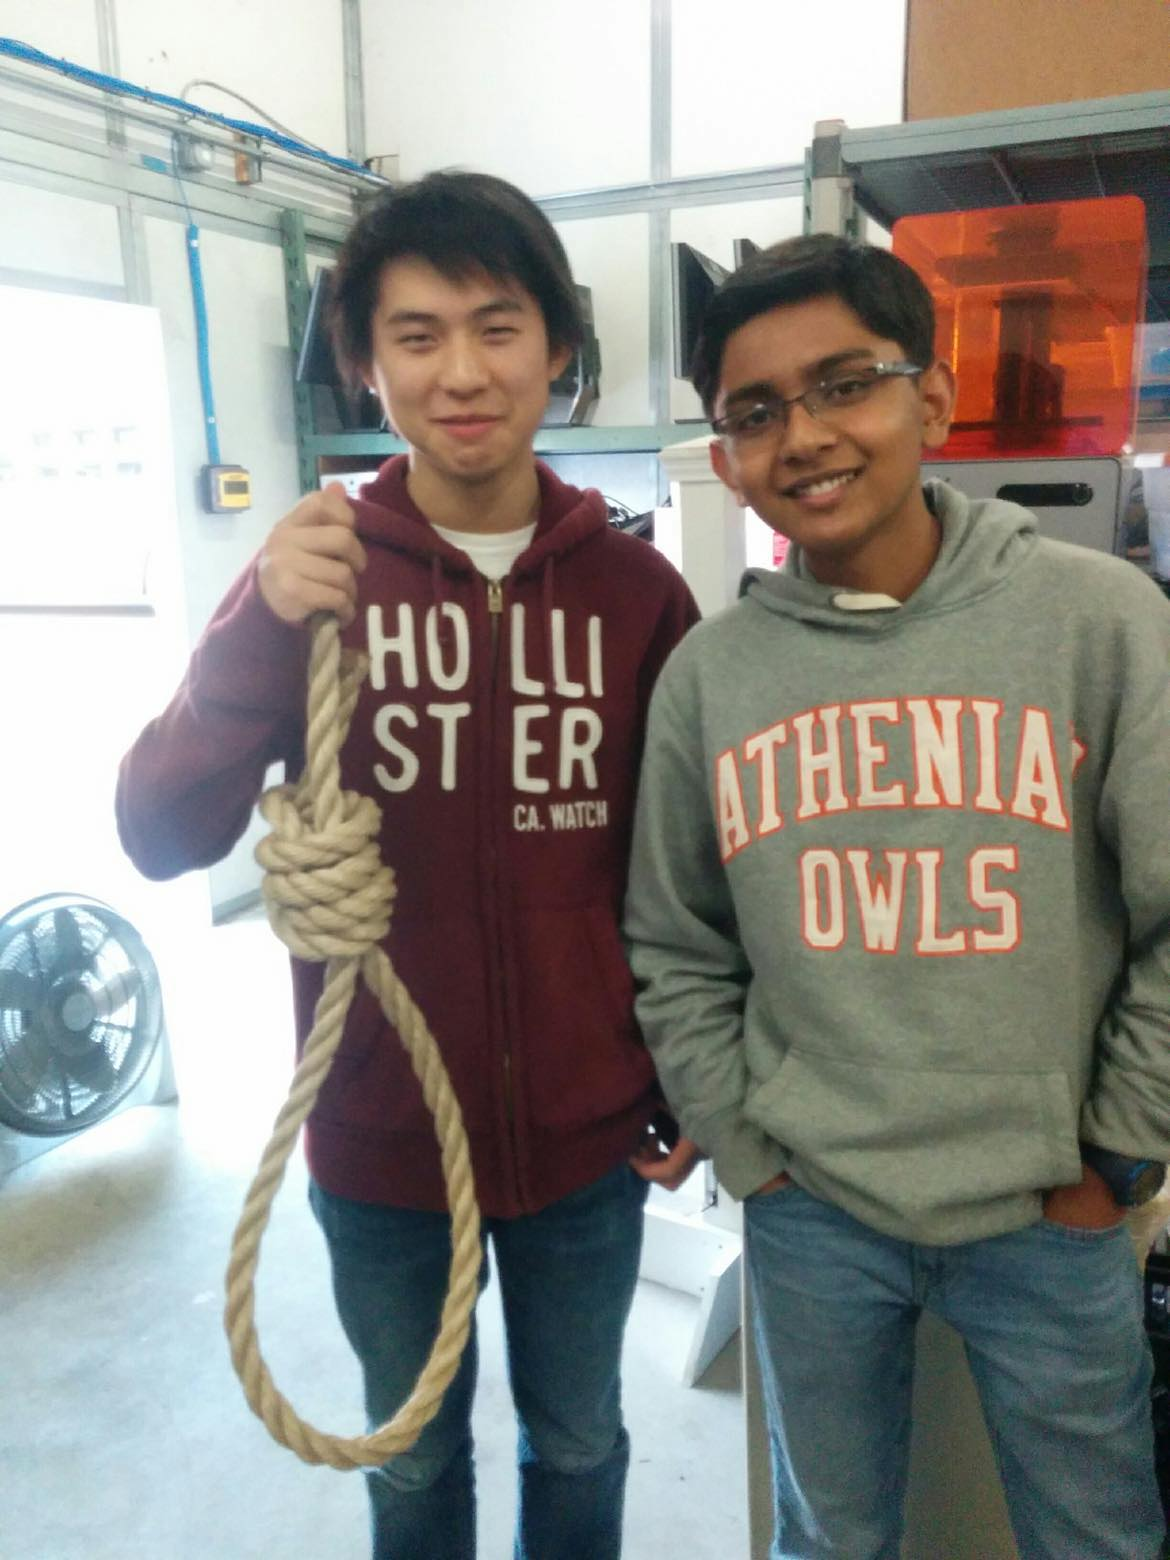 HOLLI
STER
CA. WATCH
ATHENIA
OWLS